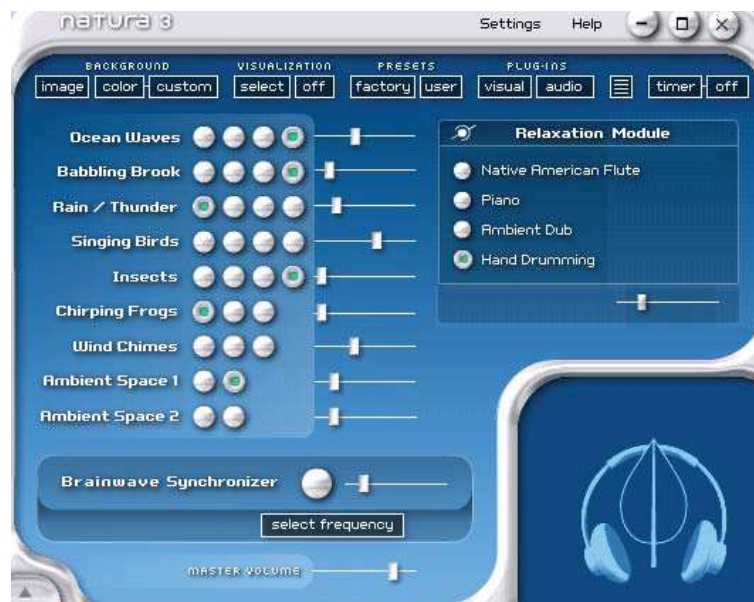 natura 3
Settings Help
BACKGROUND VISUALIZATION PRESETS PLUG-INS
image color custom select off factory user visual audio timer off
Ocean Waves
Babbling Brook
Rain / Thunder
Singing Birds
Insects
Chirping Frogs
Wind Chimes
Ambient Space 1
Ambient Space 2
Relaxation Module
Native American Flute
Piano
Ambient Dub
Hand Drumming
Brainwave Synchronizer
select frequency
MASTER VOLUME